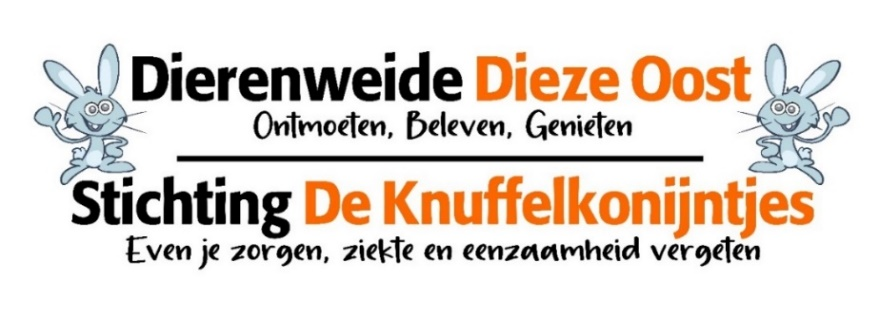 Dierenweide Dieze Oost
Ontmoeten, Beleven, Genieten
Stichting De Knuffelkonijntjes
Even je zorgen, ziekte en eenzaamheid vergeten